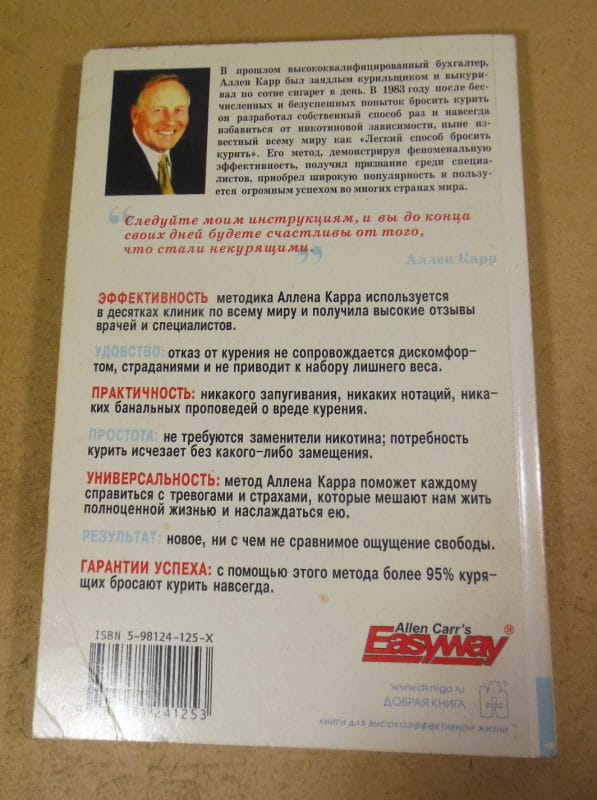 В прошлом высококвалифицированный бухгалтер,
Аллен Карр был заядлым курильщиком и выкури-
вал по сотне сигарет в день. В 1983 году после бес-
численных и безуспешных попыток бросить курить
он разработал собственный способ раз и навсегда
избавиться от никотиновой зависимости, ныне из-
вестный всему миру как «Легкий способ бросить
курить». Его метод, демонстрируя феноменальную
эффективность, получил признание среди специа-
листов, приобрел широкую популярность и пользу-
ется огромным успехом во многих странах мира.
“Следуйте моим инструкциям, и вы до конца
своих дней будете счастливы от того,
что стали некурящими.”
Аллен Карр
ЭФФЕКТИВНОСТЬ методика Аллена Карра используется
в десятках клиник по всему миру и получила высокие отзывы
врачей и специалистов.
УДОБСТВО: отказ от курения не сопровождается дискомфор-
том, страданиями и не приводит к набору лишнего веса.
ПРАКТИЧНОСТЬ: никакого запугивания, никаких нотаций, ника-
ких банальных проповедей о вреде курения.
ПРОСТОТА: не требуются заменители никотина; потребность
курить исчезает без какого-либо замещения.
УНИВЕРСАЛЬНОСТЬ: метод Аллена Карра поможет каждому
справиться с тревогами и страхами, которые мешают нам жить
полноценной жизнью и наслаждаться ею.
РЕЗУЛЬТАТ: новое, ни с чем не сравнимое ощущение свободы.
ГАРАНТИИ УСПЕХА: с помощью этого метода более 95% куря-
щих бросают курить навсегда.
ISBN 5-98124-125-X
241253
Allen Carr's
Easyway®
www.dkniga.ru
ДОБРАЯ КНИГА
книги для высокоэффективной жизни